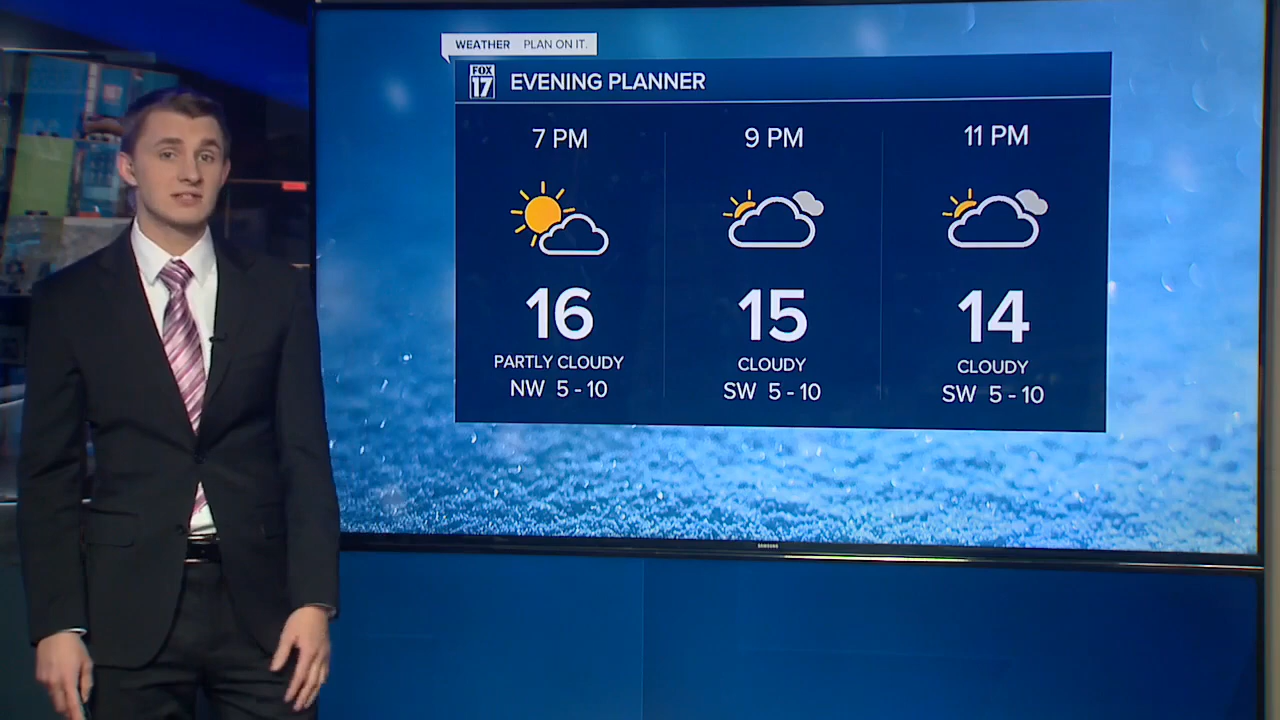 WEATHER PLAN ON IT.
FOX
17
EVENING PLANNER
7 PM 9 PM 11 PM
16 15 14
PARTLY CLOUDY CLOUDY CLOUDY
NW 5 - 10 SW 5 - 10 SW 5 - 10
SAMSUNG